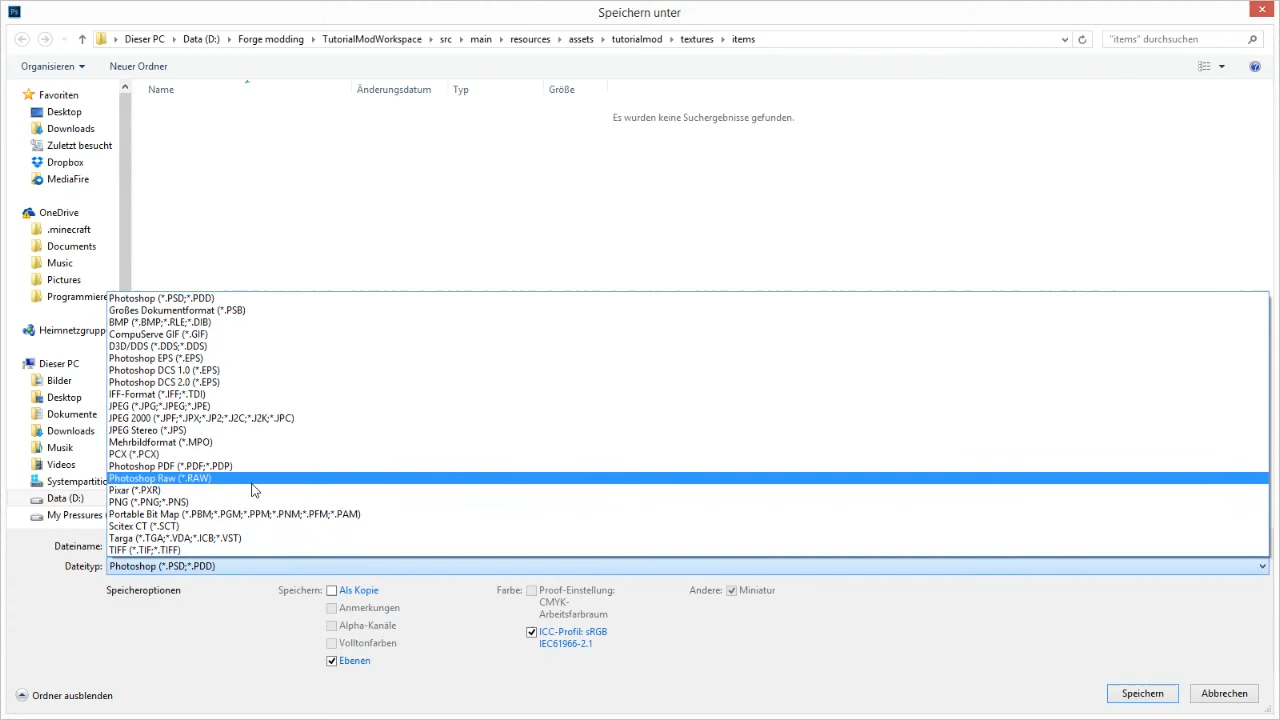 Ps
Speichern unter
Dieser PC Data (D:) Forge modding TutorialModWorkspace src main resources assets tutorialmod textures items
"items" durchsuchen
Organisieren Neuer Ordner
Name Änderungsdatum Typ Größe
Es wurden keine Suchergebnisse gefunden.
Favoriten
Desktop
Downloads
Zuletzt besucht
Dropbox
MediaFire
OneDrive
.minecraft
Documents
Music
Pictures
Programmiere
Heimnetzgrupp
Dieser PC
Bilder
Desktop
Dokumente
Downloads
Musik
Videos
Systempartitic
Data (D:)
My Pressures
Photoshop (*.PSD;*.PDD)
Großes Dokumentformat (*.PSB)
BMP (*.BMP;*.RLE;*.DIB)
CompuServe GIF (*.GIF)
D3D/DDS (*.DDS;*.DDS)
Photoshop EPS (*.EPS)
Photoshop DCS 1.0 (*.EPS)
Photoshop DCS 2.0 (*.EPS)
IFF-Format (*.IFF;*.TDI)
JPEG (*.JPG;*.JPEG;*.JPE)
JPEG 2000 (*.JPF;*.JPX;*.JP2;*.J2C;*.J2K;*.JPC)
JPEG Stereo (*.JPS)
Mehrbildformat (*.MPO)
PCX (*.PCX)
Photoshop PDF (*.PDF;*.PDP)
Photoshop Raw (*.RAW)
Pixar (*.PXR)
PNG (*.PNG;*.PNS)
Portable Bit Map (*.PBM;*.PGM;*.PPM;*.PNM;*.PFM;*.PAM)
Scitex CT (*.SCT)
Targa (*.TGA;*.VDA;*.ICB;*.VST)
TIFF (*.TIF;*.TIFF)
Dateiname:
Dateityp: Photoshop (*.PSD;*.PDD)
Speicheroptionen
Speichern: Als Kopie
Anmerkungen
Alpha-Kanäle
Volltonfarben
Ebenen
Farbe: Proof-Einstellung:
CMYK-
Arbeitsfarbraum
ICC-Profil: sRGB
IEC61966-2.1
Andere: Miniatur
Ordner ausblenden
Speichern
Abbrechen